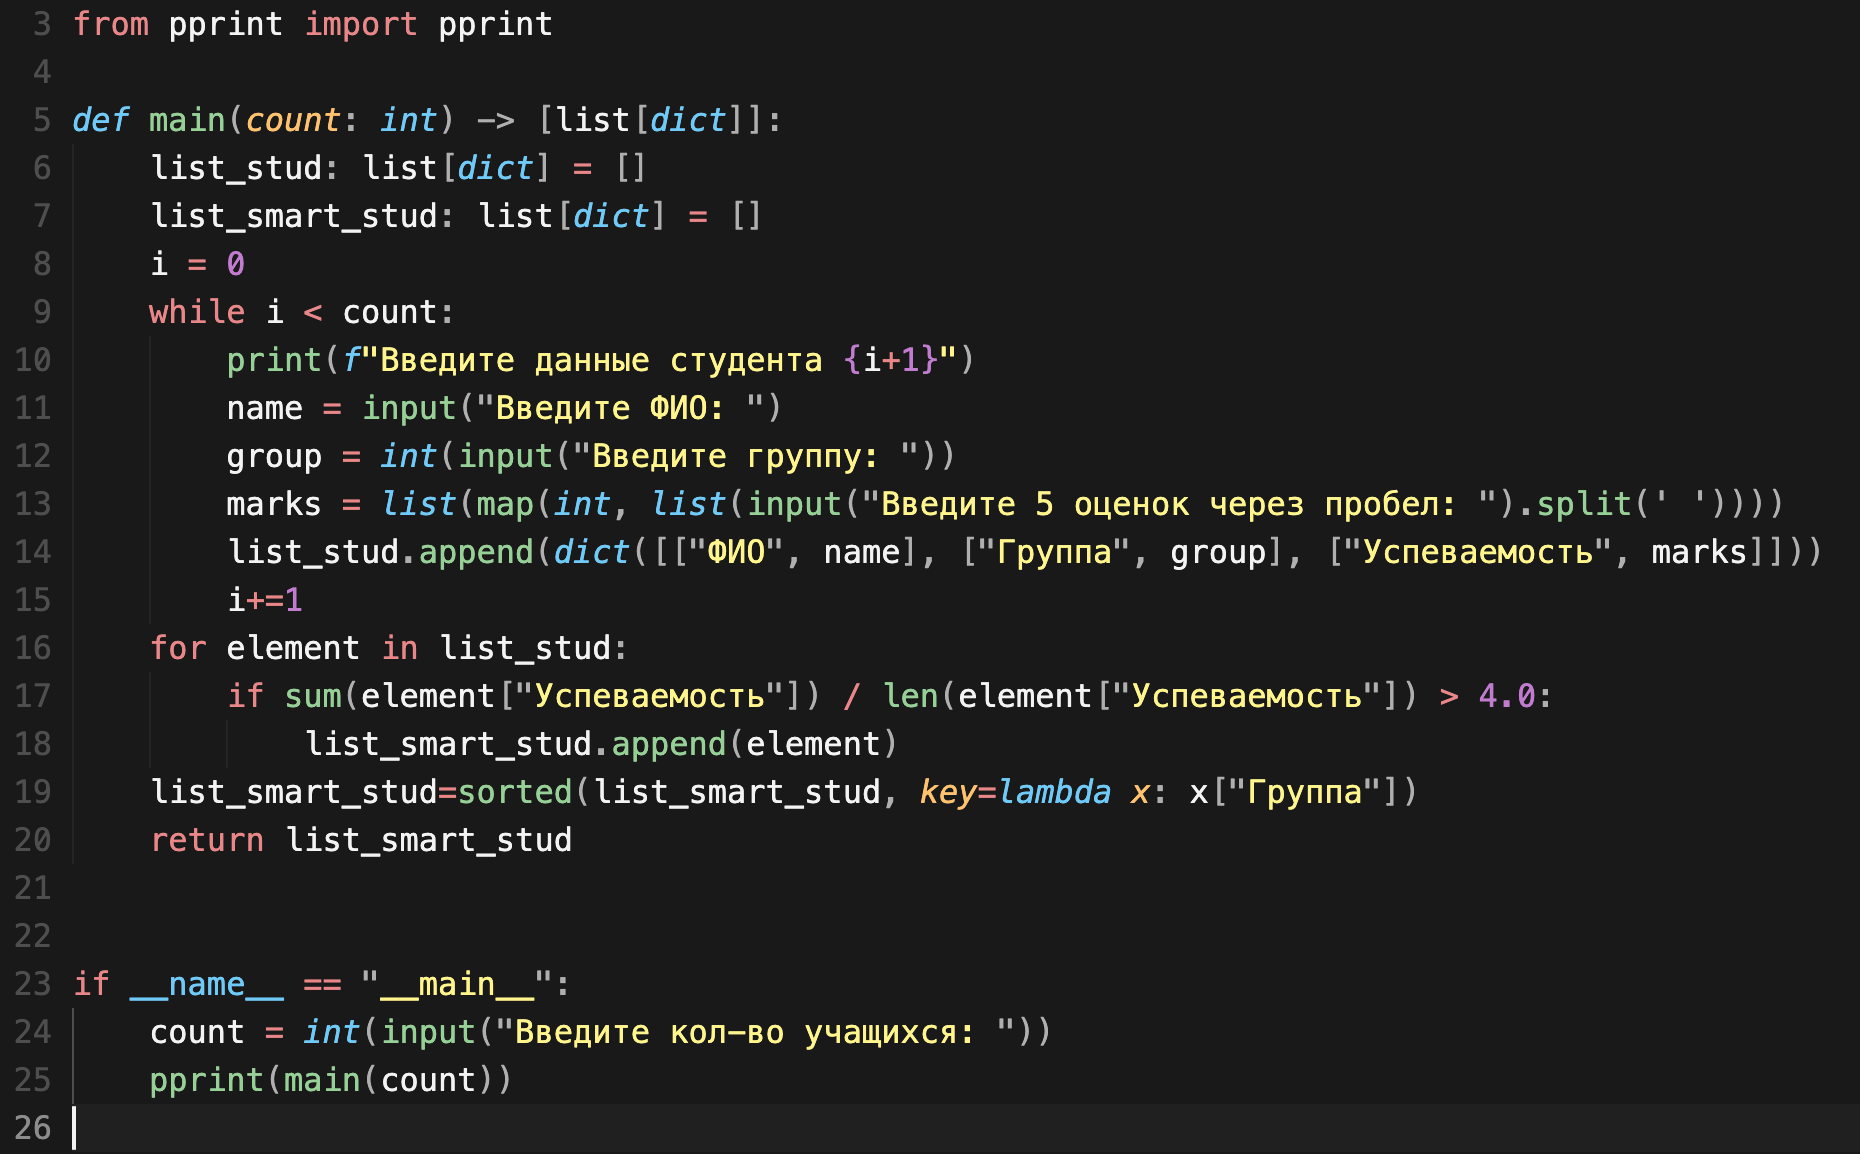 3 from pprint import pprint
4
5 def main(count: int) -> [list[dict]]:
6     list_stud: list[dict] = []
7     list_smart_stud: list[dict] = []
8     i = 0
9     while i < count:
10         print(f"Введите данные студента {i+1}")
11         name = input("Введите ФИО: ")
12         group = int(input("Введите группу: "))
13         marks = list(map(int, list(input("Введите 5 оценок через пробел: ").split(' '))))
14         list_stud.append(dict([["ФИО", name], ["Группа", group], ["Успеваемость", marks]]))
15         i+=1
16     for element in list_stud:
17         if sum(element["Успеваемость"]) / len(element["Успеваемость"]) > 4.0:
18             list_smart_stud.append(element)
19     list_smart_stud=sorted(list_smart_stud, key=lambda x: x["Группа"])
20     return list_smart_stud
21
22
23 if __name__ == "__main__":
24     count = int(input("Введите кол-во учащихся: "))
25     pprint(main(count))
26